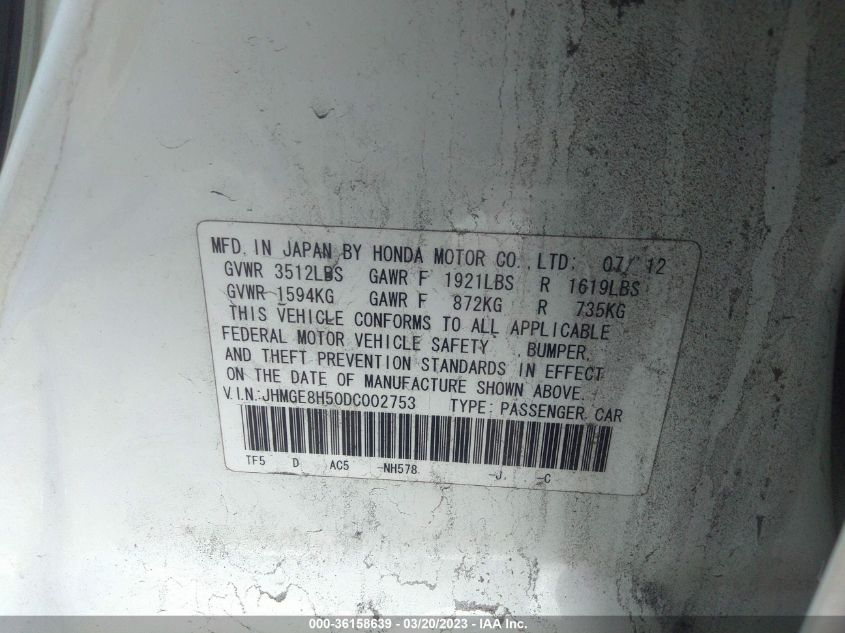 MFD. IN JAPAN BY HONDA MOTOR CO., LTD. 07/ 12
GVWR 3512LBS GAWR F 1921LBS R 1619LBS
GVWR 1594KG GAWR F 872KG R 735KG
THIS VEHICLE CONFORMS TO ALL APPLICABLE
FEDERAL MOTOR VEHICLE SAFETY BUMPER,
AND THEFT PREVENTION STANDARDS IN EFFECT
ON THE DATE OF MANUFACTURE SHOWN ABOVE.
V.I.N.:JHMGE8H50DC002753 TYPE: PASSENGER CAR
TF5 D AC5 -NH578 -J. -C
000-36158639 - 03/20/2023 - IAA Inc.